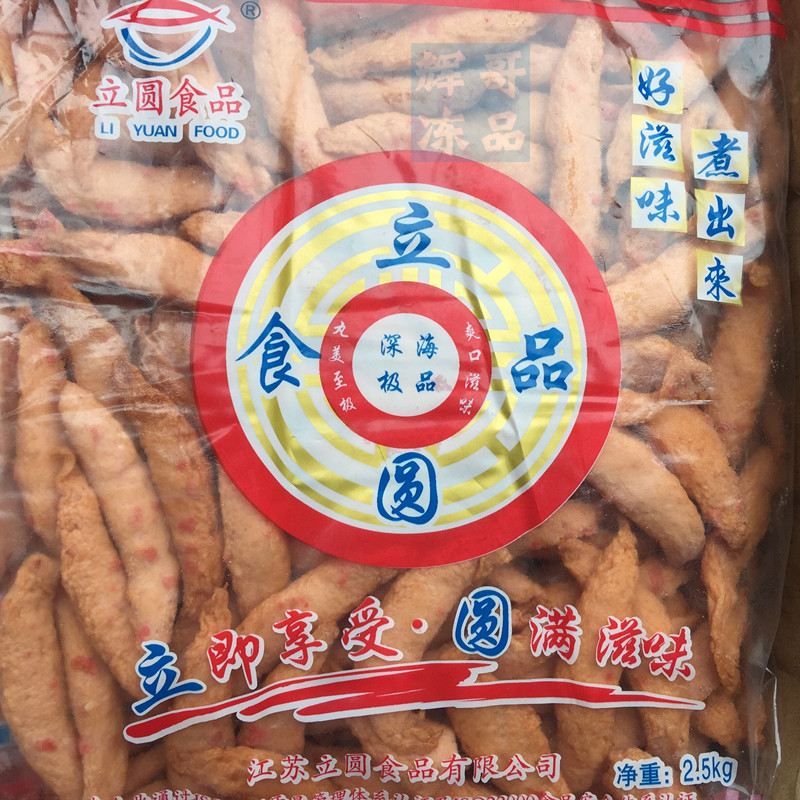 立圆食品
®
LI YUAN FOOD
辉哥
冻品
好滋味
煮出來
立圆食品
丸美至极
爽口滋味
深海
极品
立即享受·圆满滋味
江苏立圆食品有限公司
净重：2.5kg